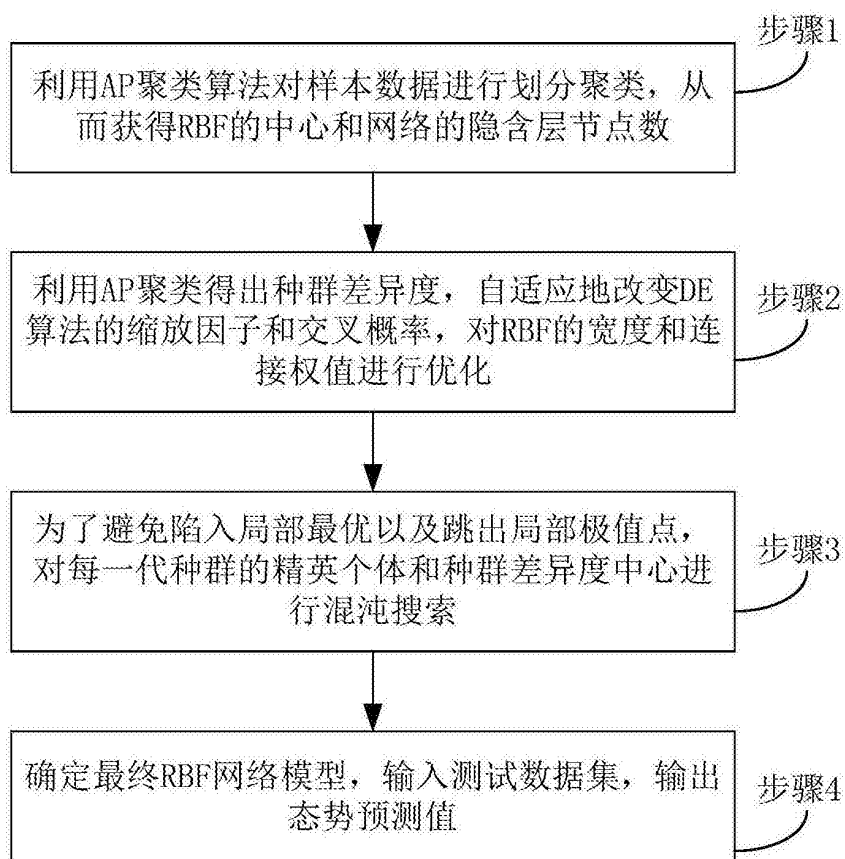 步骤1
利用AP聚类算法对样本数据进行划分聚类，从
而获得RBF的中心和网络的隐含层节点数
步骤2
利用AP聚类得出种群差异度，自适应地改变DE
算法的缩放因子和交叉概率，对RBF的宽度和连
接权值进行优化
步骤3
为了避免陷入局部最优以及跳出局部极值点，
对每一代种群的精英个体和种群差异度中心进
行混沌搜索
步骤4
确定最终RBF网络模型，输入测试数据集，输出
态势预测值